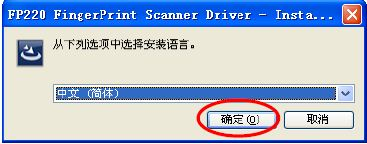 FP220 FingerPrint Scanner Driver - Insta...
从下列选项中选择安装语言。
中文 (简体)
确定(O)
取消